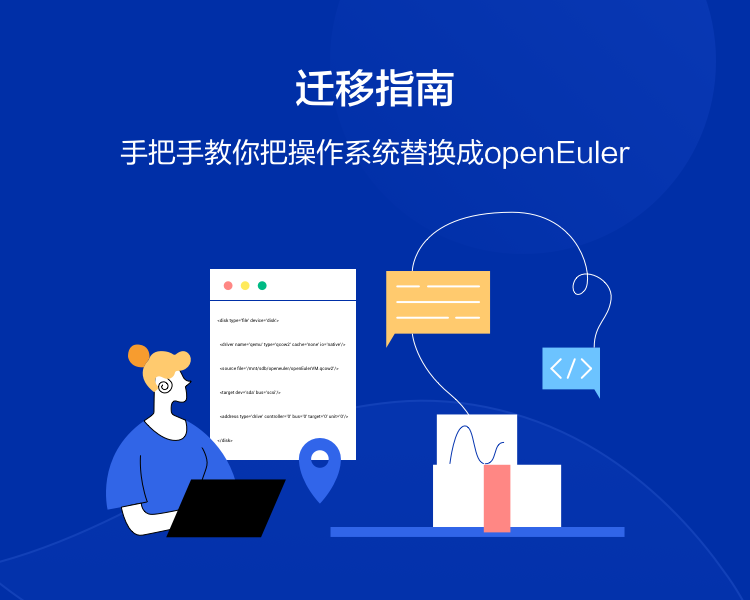 迁移指南
手把手教你把操作系统替换成openEuler
<disk type='file' device='disk'>
<driver name='qemu' type='qcow2' cache='none' io='native'/>
<source file='/mnt/sdb/openeuler/openEulerVM.qcow2'/>
<target dev='sda' bus='scsi'/>
<address type='drive' controller='0' bus='0' target='0' unit='0'/>
</disk>